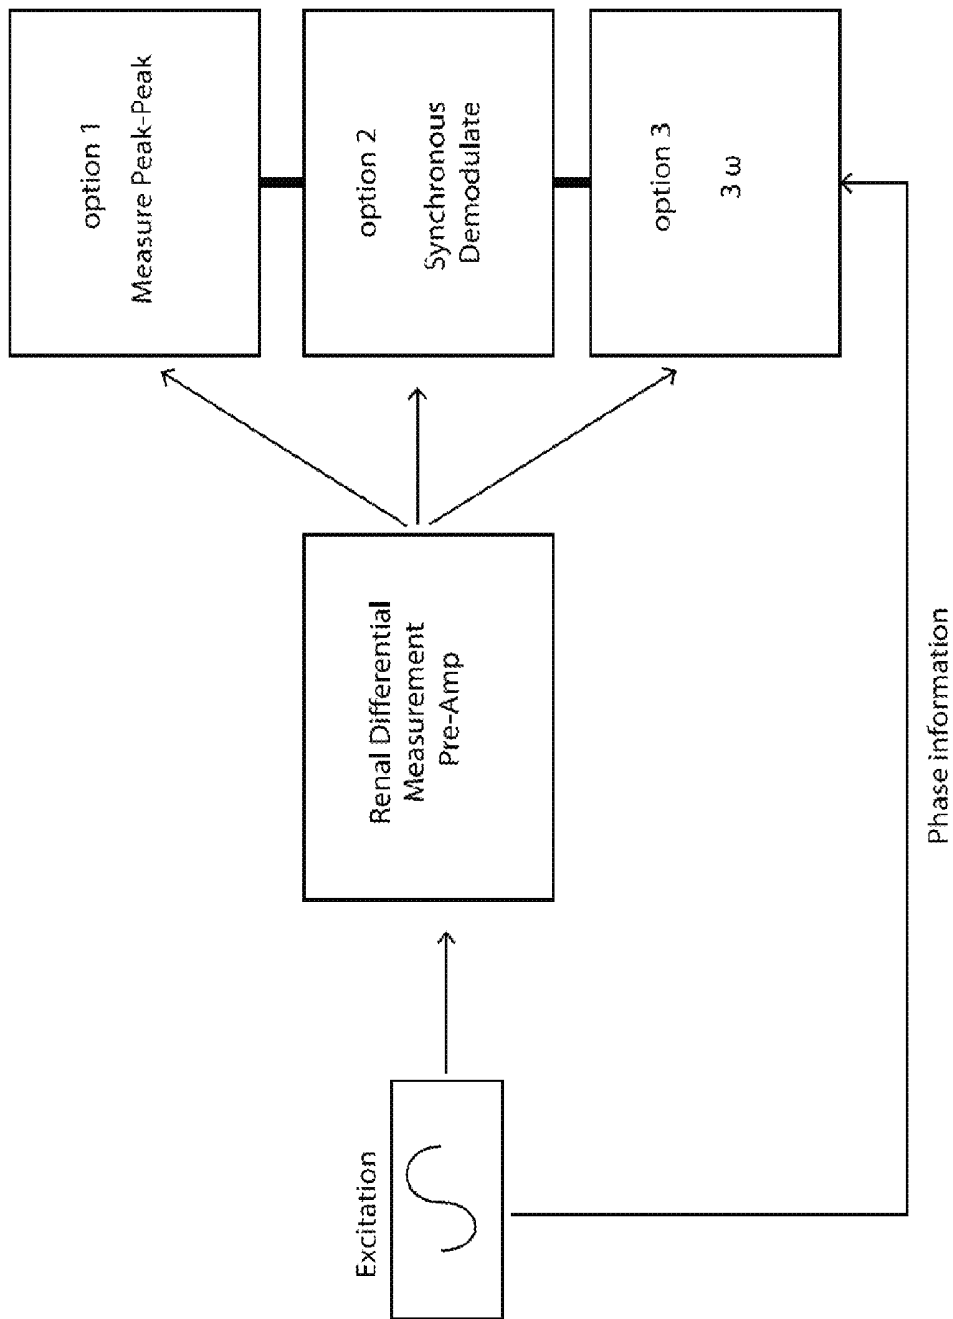 Excitation
Renal Differential
Measurement
Pre-Amp
option 1
Measure Peak-Peak
option 2
Synchronous
Demodulate
option 3
3 ω
Phase information